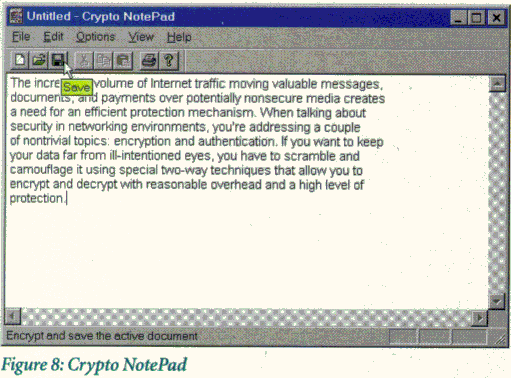 Untitled - Crypto NotePad
File Edit Options View Help
Save
The incre volume of Internet traffic moving valuable messages,
documents, and payments over potentially nonsecure media creates
a need for an efficient protection mechanism. When talking about
security in networking environments, you're addressing a couple
of nontrivial topics: encryption and authentication. If you want to keep
your data far from ill-intentioned eyes, you have to scramble and
camouflage it using special two-way techniques that allow you to
encrypt and decrypt with reasonable overhead and a high level of
protection.
Encrypt and save the active document
Figure 8: Crypto NotePad